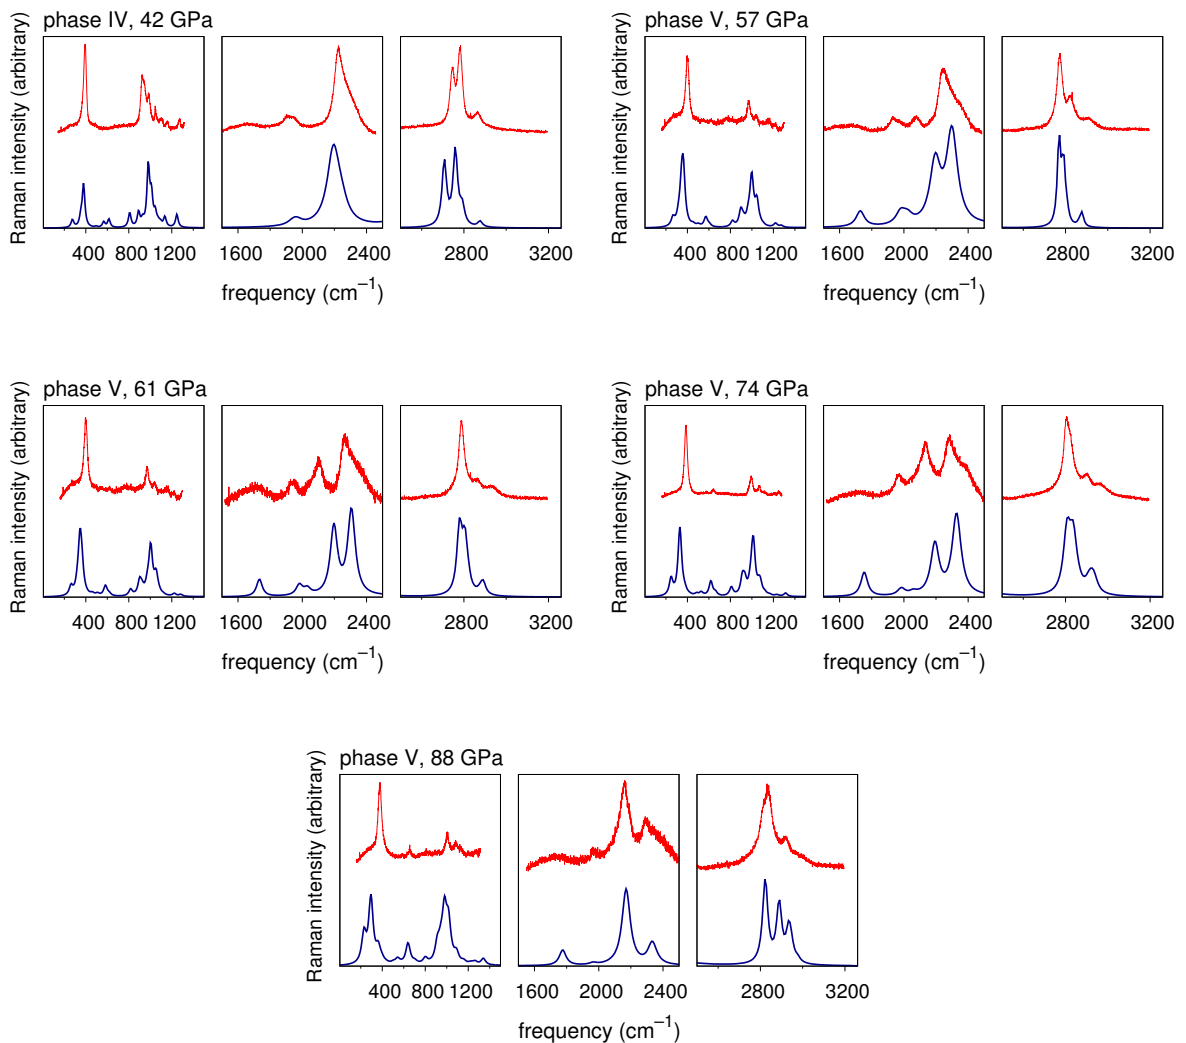 phase IV, 42 GPa
Raman intensity (arbitrary)
400 800 1200 1600 2000 2400 2800 3200
frequency (cm−1)
phase V, 57 GPa
Raman intensity (arbitrary)
400 800 1200 1600 2000 2400 2800 3200
frequency (cm−1)
phase V, 61 GPa
Raman intensity (arbitrary)
400 800 1200 1600 2000 2400 2800 3200
frequency (cm−1)
phase V, 74 GPa
Raman intensity (arbitrary)
400 800 1200 1600 2000 2400 2800 3200
frequency (cm−1)
phase V, 88 GPa
Raman intensity (arbitrary)
400 800 1200 1600 2000 2400 2800 3200
frequency (cm−1)